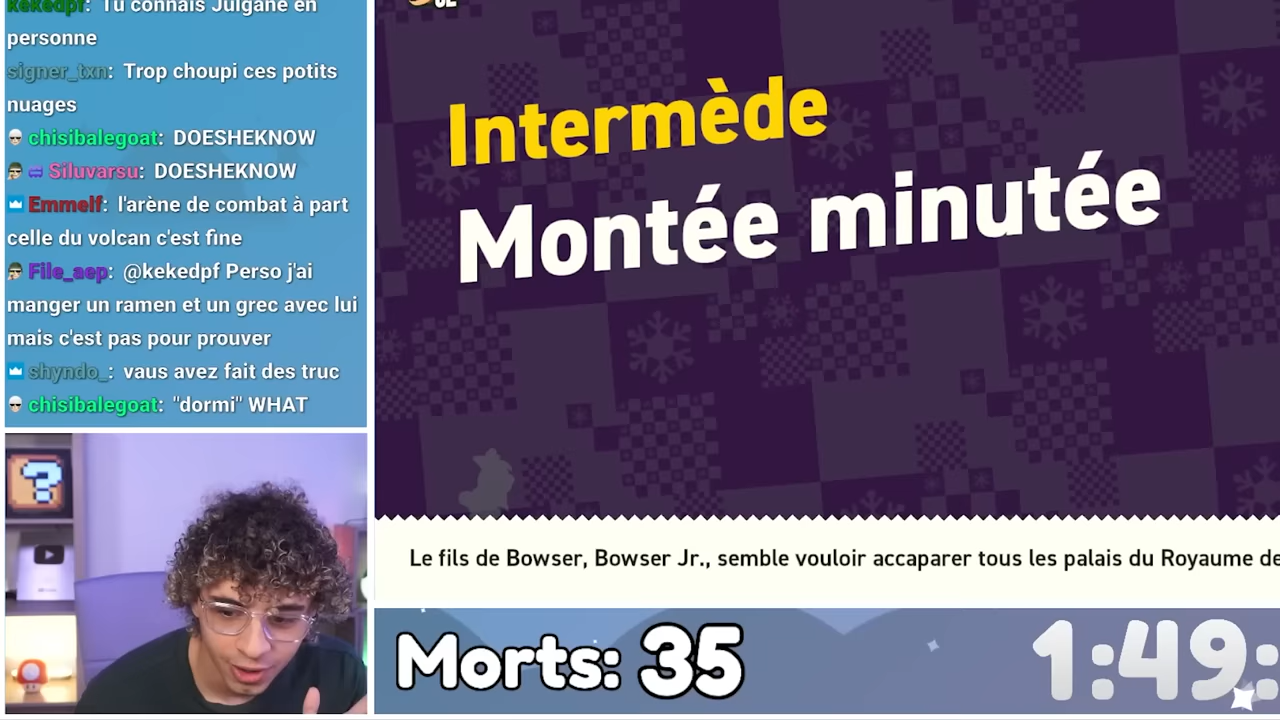 kekedpf: Tu connais Julgane en
personne
signer_txn: Trop choupi ces potits
nuages
chisibalegoat: DOESHEKNOW
Siluvarsu: DOESHEKNOW
Emmelf: l'arène de combat à part
celle du volcan c'est fine
File_aep: @kekedpf Perso j'ai
manger un ramen et un grec avec lui
mais c'est pas pour prouver
shyndo_: vaus avez fait des truc
chisibalegoat: "dormi" WHAT
Intermède
Montée minutée
Le fils de Bowser, Bowser Jr., semble vouloir accaparer tous les palais du Royaume de
Morts: 35
1:49: